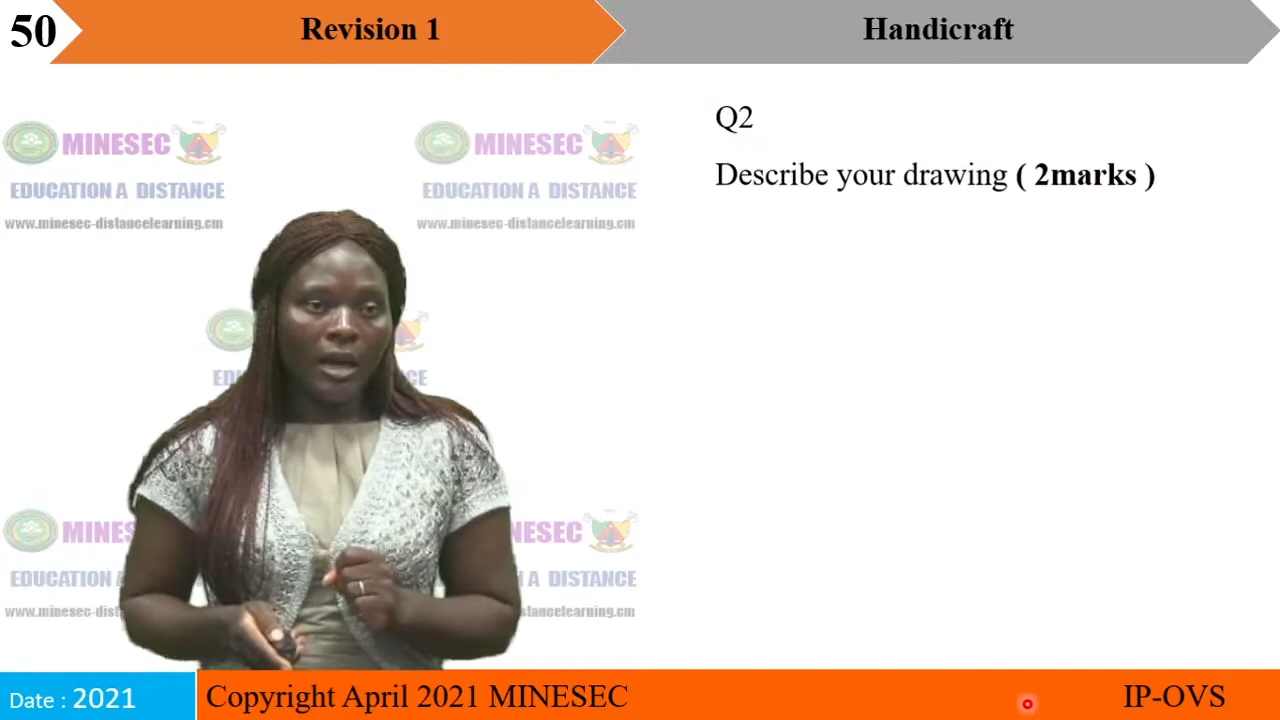 50
Revision 1
Handicraft
Q2
Describe your drawing ( 2marks )
MINESEC
EDUCATION A DISTANCE
www.minesec-distancelearning.cm
MINESEC
EDUCATION A DISTANCE
www.minesec-distancelearning.cm
Date : 2021
Copyright April 2021 MINESEC
IP-OVS